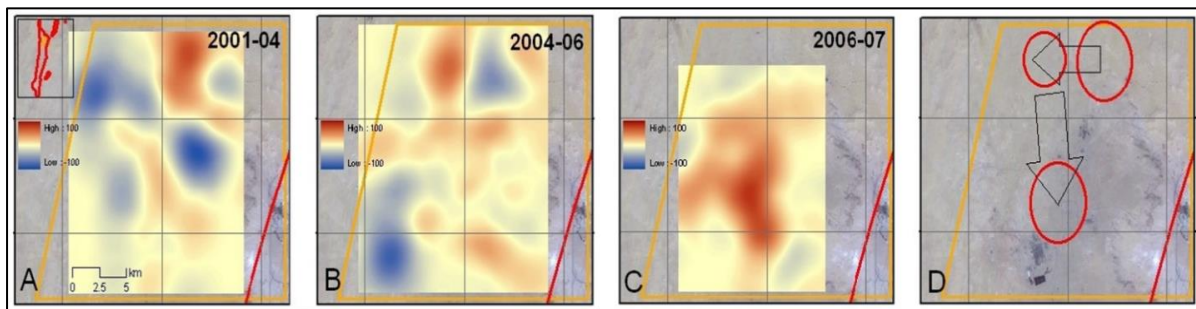 2001-04
High : 100
Low : -100
A
0 2.5 5 km
2004-06
High : 100
Low : -100
B
2006-07
High : 100
Low : -100
C
D